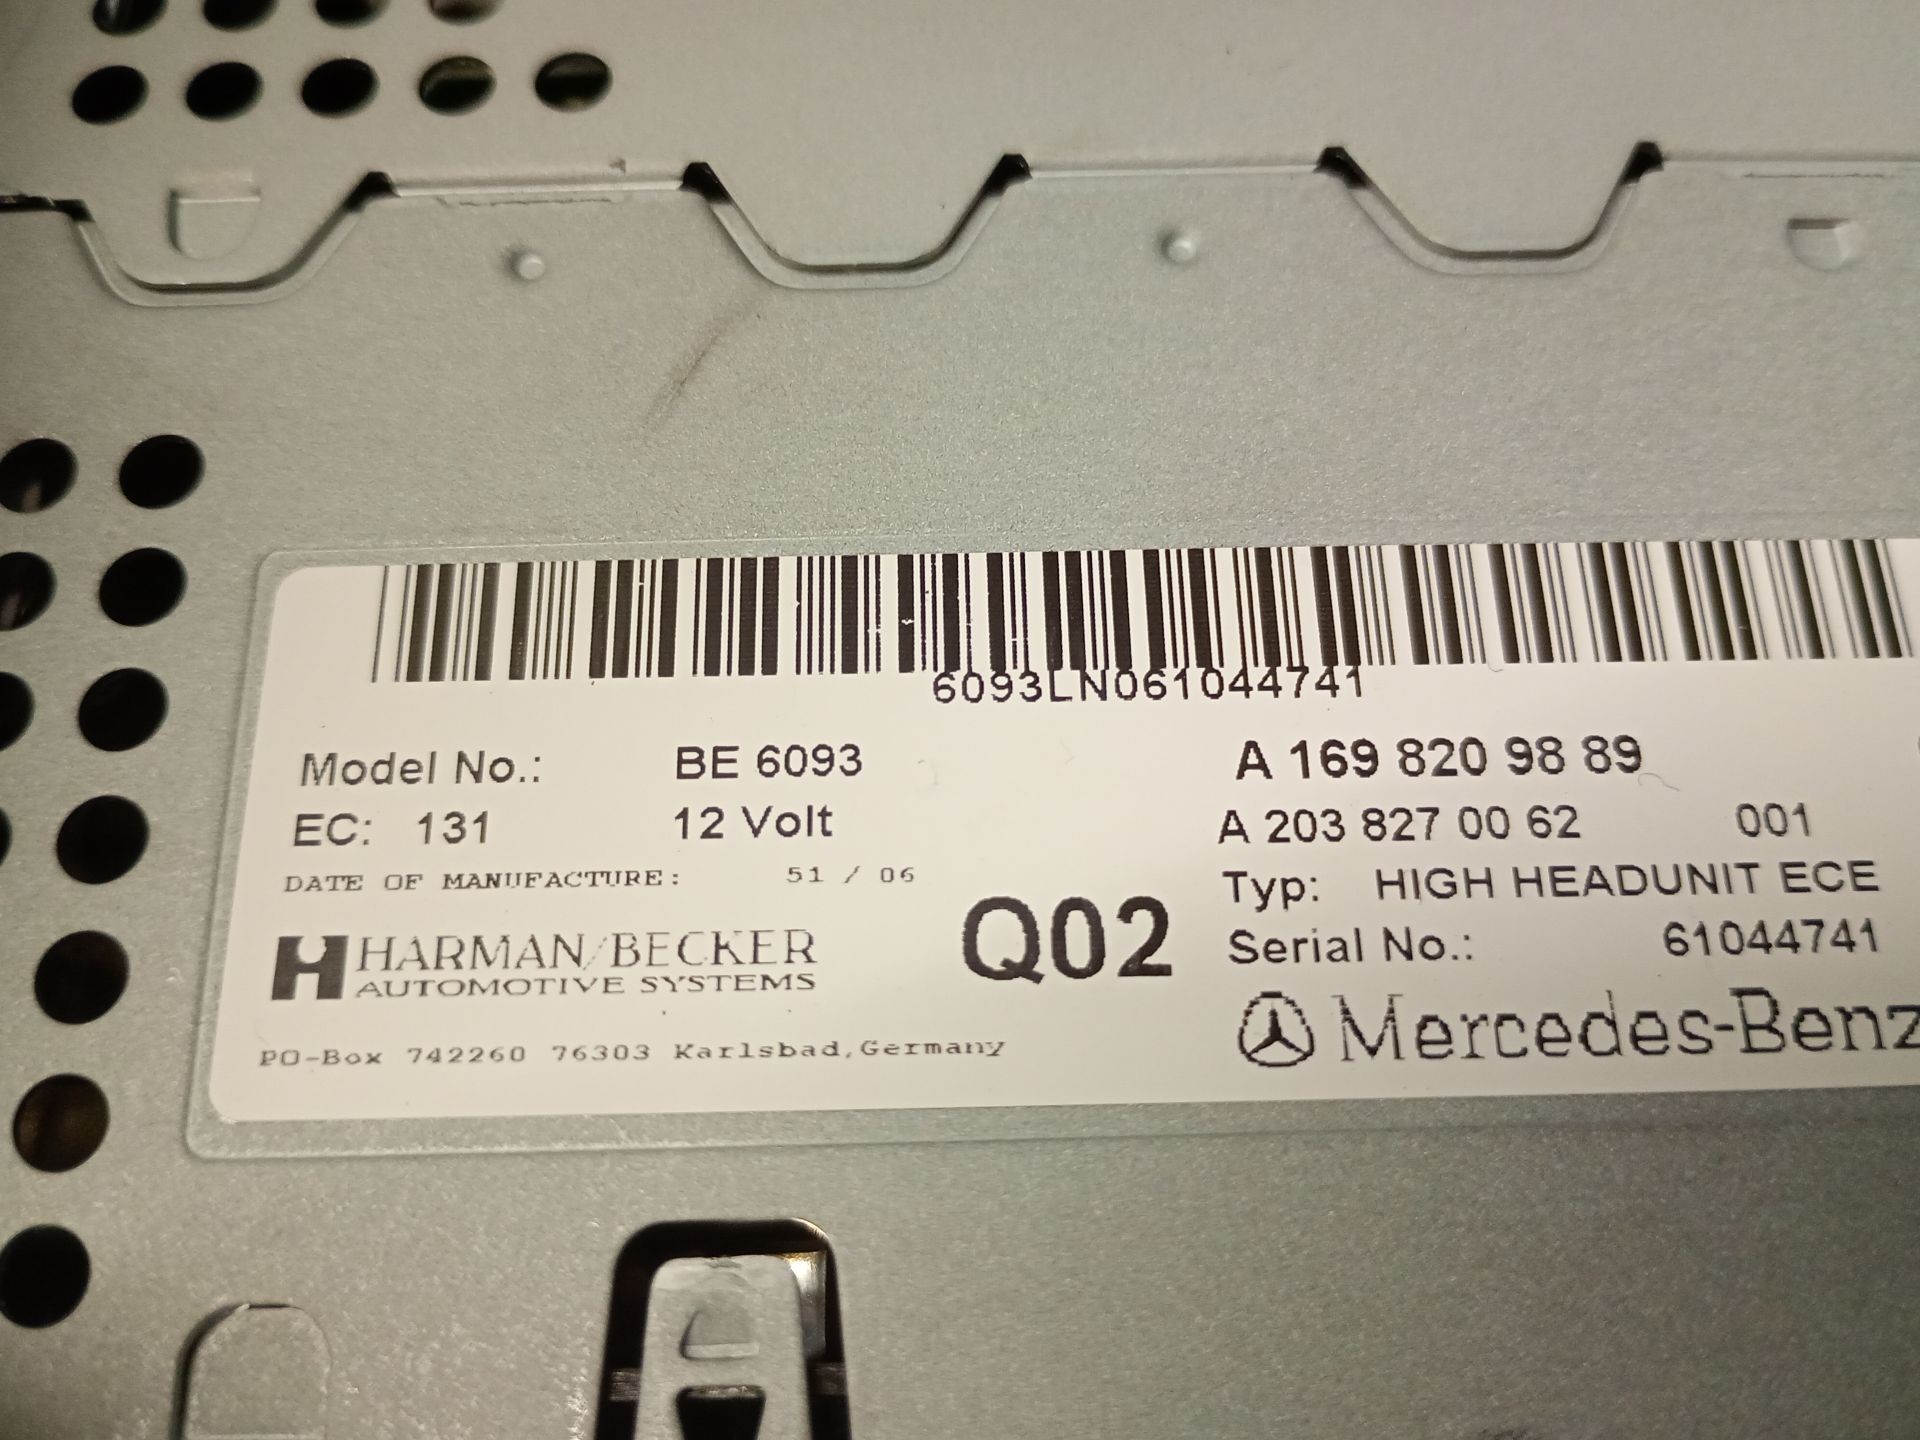 6093LN061044741
Model No.: BE 6093 A 169 820 98 89
EC: 131 12 Volt A 203 827 00 62 001
DATE OF MANUFACTURE: 51 / 06 Typ: HIGH HEADUNIT ECE
HARMAN/BECKER Q02 Serial No.: 61044741
AUTOMOTIVE SYSTEMS
PO-Box 742260 76303 Karlsbad,Germany Mercedes-Benz